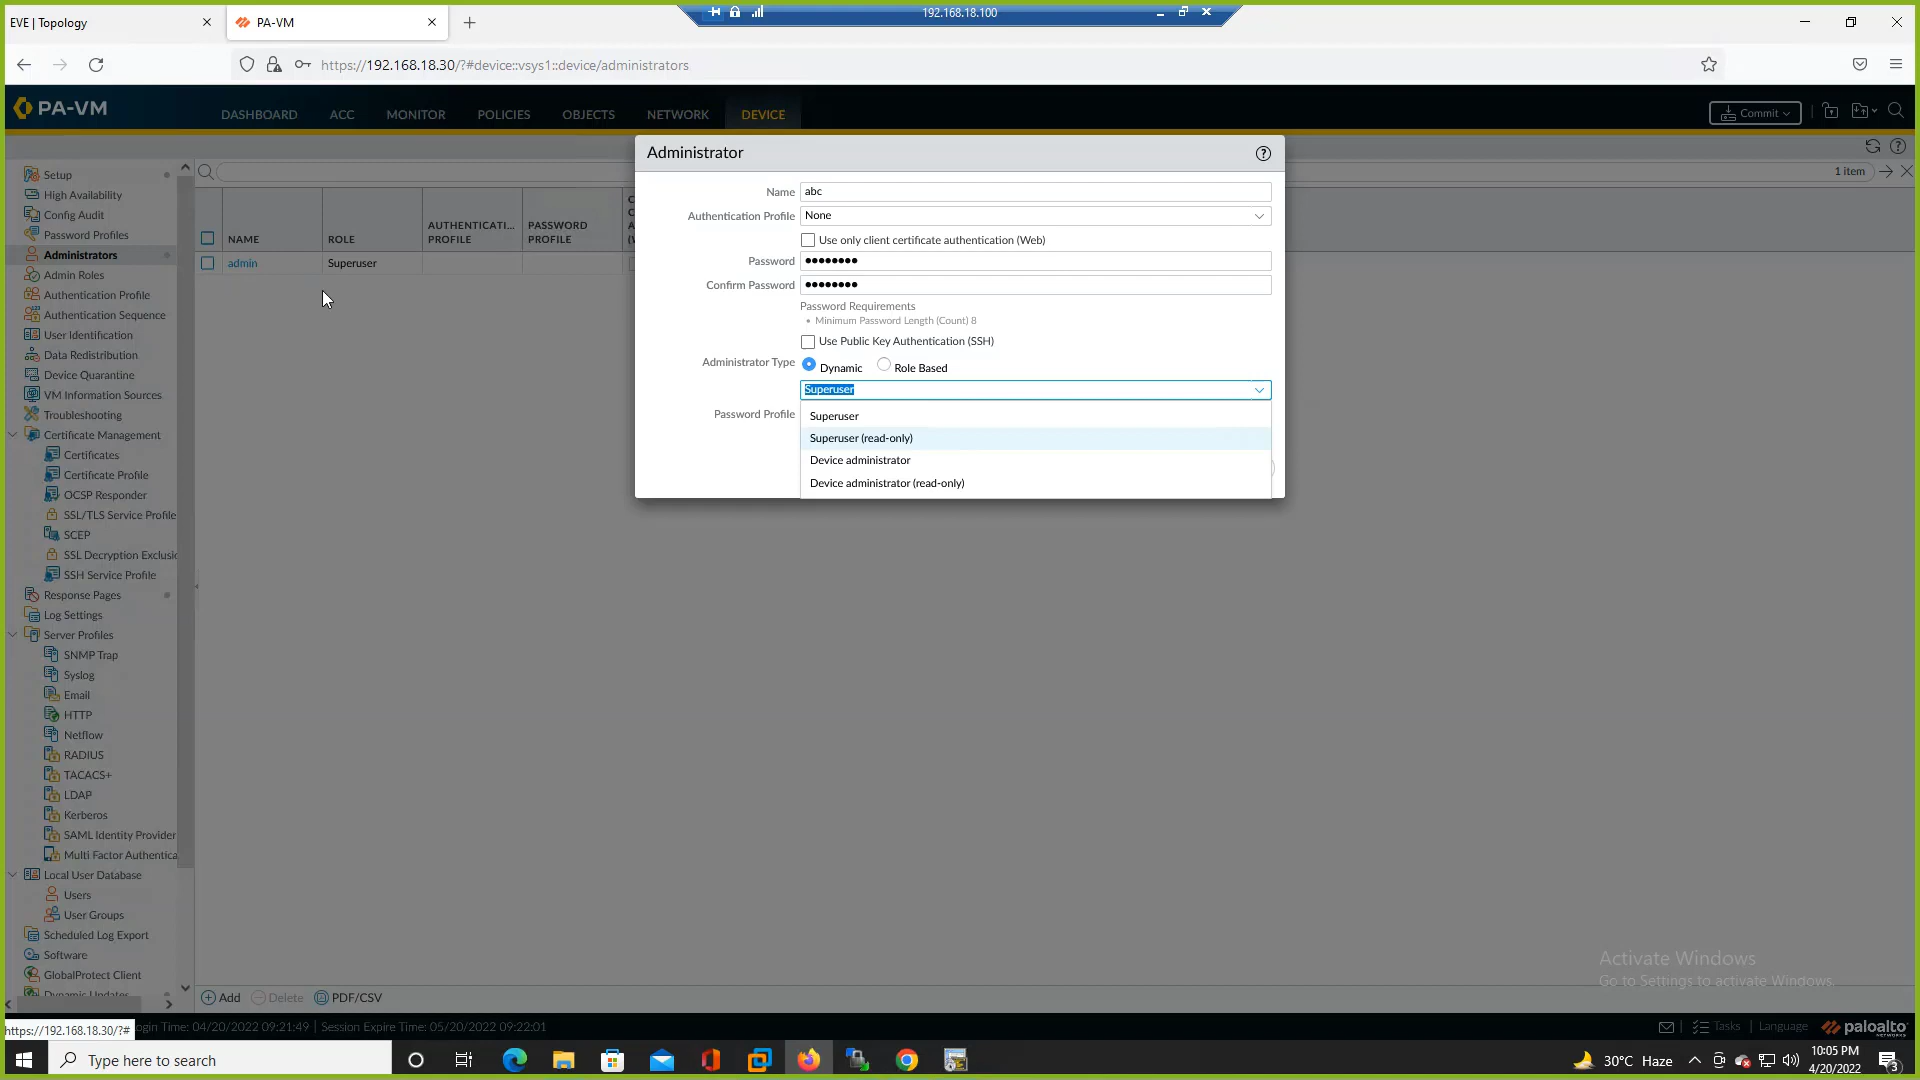 EVE | Topology
PA-VM
192.168.18.100
https://192.168.18.30/?#device::vsys1::device/administrators
PA-VM
DASHBOARD
ACC
MONITOR
POLICIES
OBJECTS
NETWORK
DEVICE
Commit
1 item
Setup
High Availability
Config Audit
Password Profiles
Administrators
Admin Roles
Authentication Profile
Authentication Sequence
User Identification
Data Redistribution
Device Quarantine
VM Information Sources
Troubleshooting
Certificate Management
Certificates
Certificate Profile
OCSP Responder
SSL/TLS Service Profile
SCEP
SSL Decryption Exclusio
SSH Service Profile
Response Pages
Log Settings
Server Profiles
SNMP Trap
Syslog
Email
HTTP
Netflow
RADIUS
TACACS+
LDAP
Kerberos
SAML Identity Provider
Multi Factor Authentica
Local User Database
Users
User Groups
Scheduled Log Export
Software
GlobalProtect Client
Dynamic Updates
NAME
ROLE
AUTHENTICATI... PROFILE
PASSWORD PROFILE
admin
Superuser
Administrator
Name
abc
Authentication Profile
None
Use only client certificate authentication (Web)
Password
••••••••
Confirm Password
••••••••
Password Requirements
• Minimum Password Length (Count) 8
Use Public Key Authentication (SSH)
Administrator Type
Dynamic
Role Based
Superuser
Password Profile
Superuser
Superuser (read-only)
Device administrator
Device administrator (read-only)
Activate Windows
Go to Settings to activate Windows.
Add
Delete
PDF/CSV
https://192.168.18.30/?#
ogin Time: 04/20/2022 09:21:49 | Session Expire Time: 05/20/2022 09:22:01
Tasks | Language
paloalto
NETWORKS
Type here to search
30°C Haze
10:05 PM
4/20/2022
3